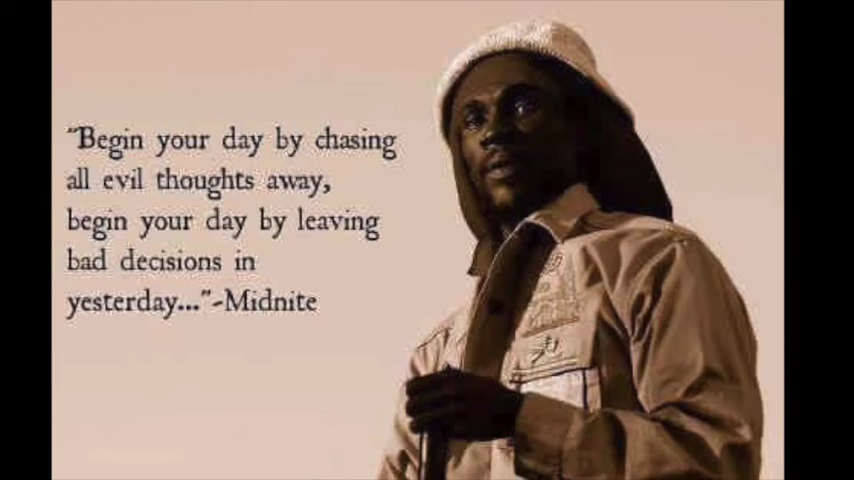 "Begin your day by chasing
all evil thoughts away,
begin your day by leaving
bad decisions in
yesterday..."-Midnite